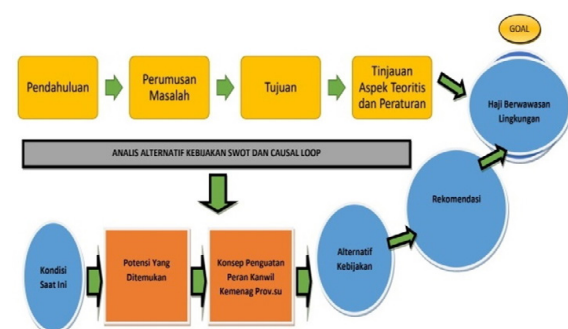 GOAL
Pendahuluan
Perumusan
Masalah
Tujuan
Tinjauan
Aspek Teoritis
dan Peraturan
Haji Berwawasan
Lingkungan
ANALIS ALTERNATIF KEBIJAKAN SWOT DAN CAUSAL LOOP
Rekomendasi
Kondisi
Saat Ini
Potensi Yang
Ditemukan
Konsep Penguatan
Peran Kanwil
Kemenag Prov.su
Alternatif
Kebijakan